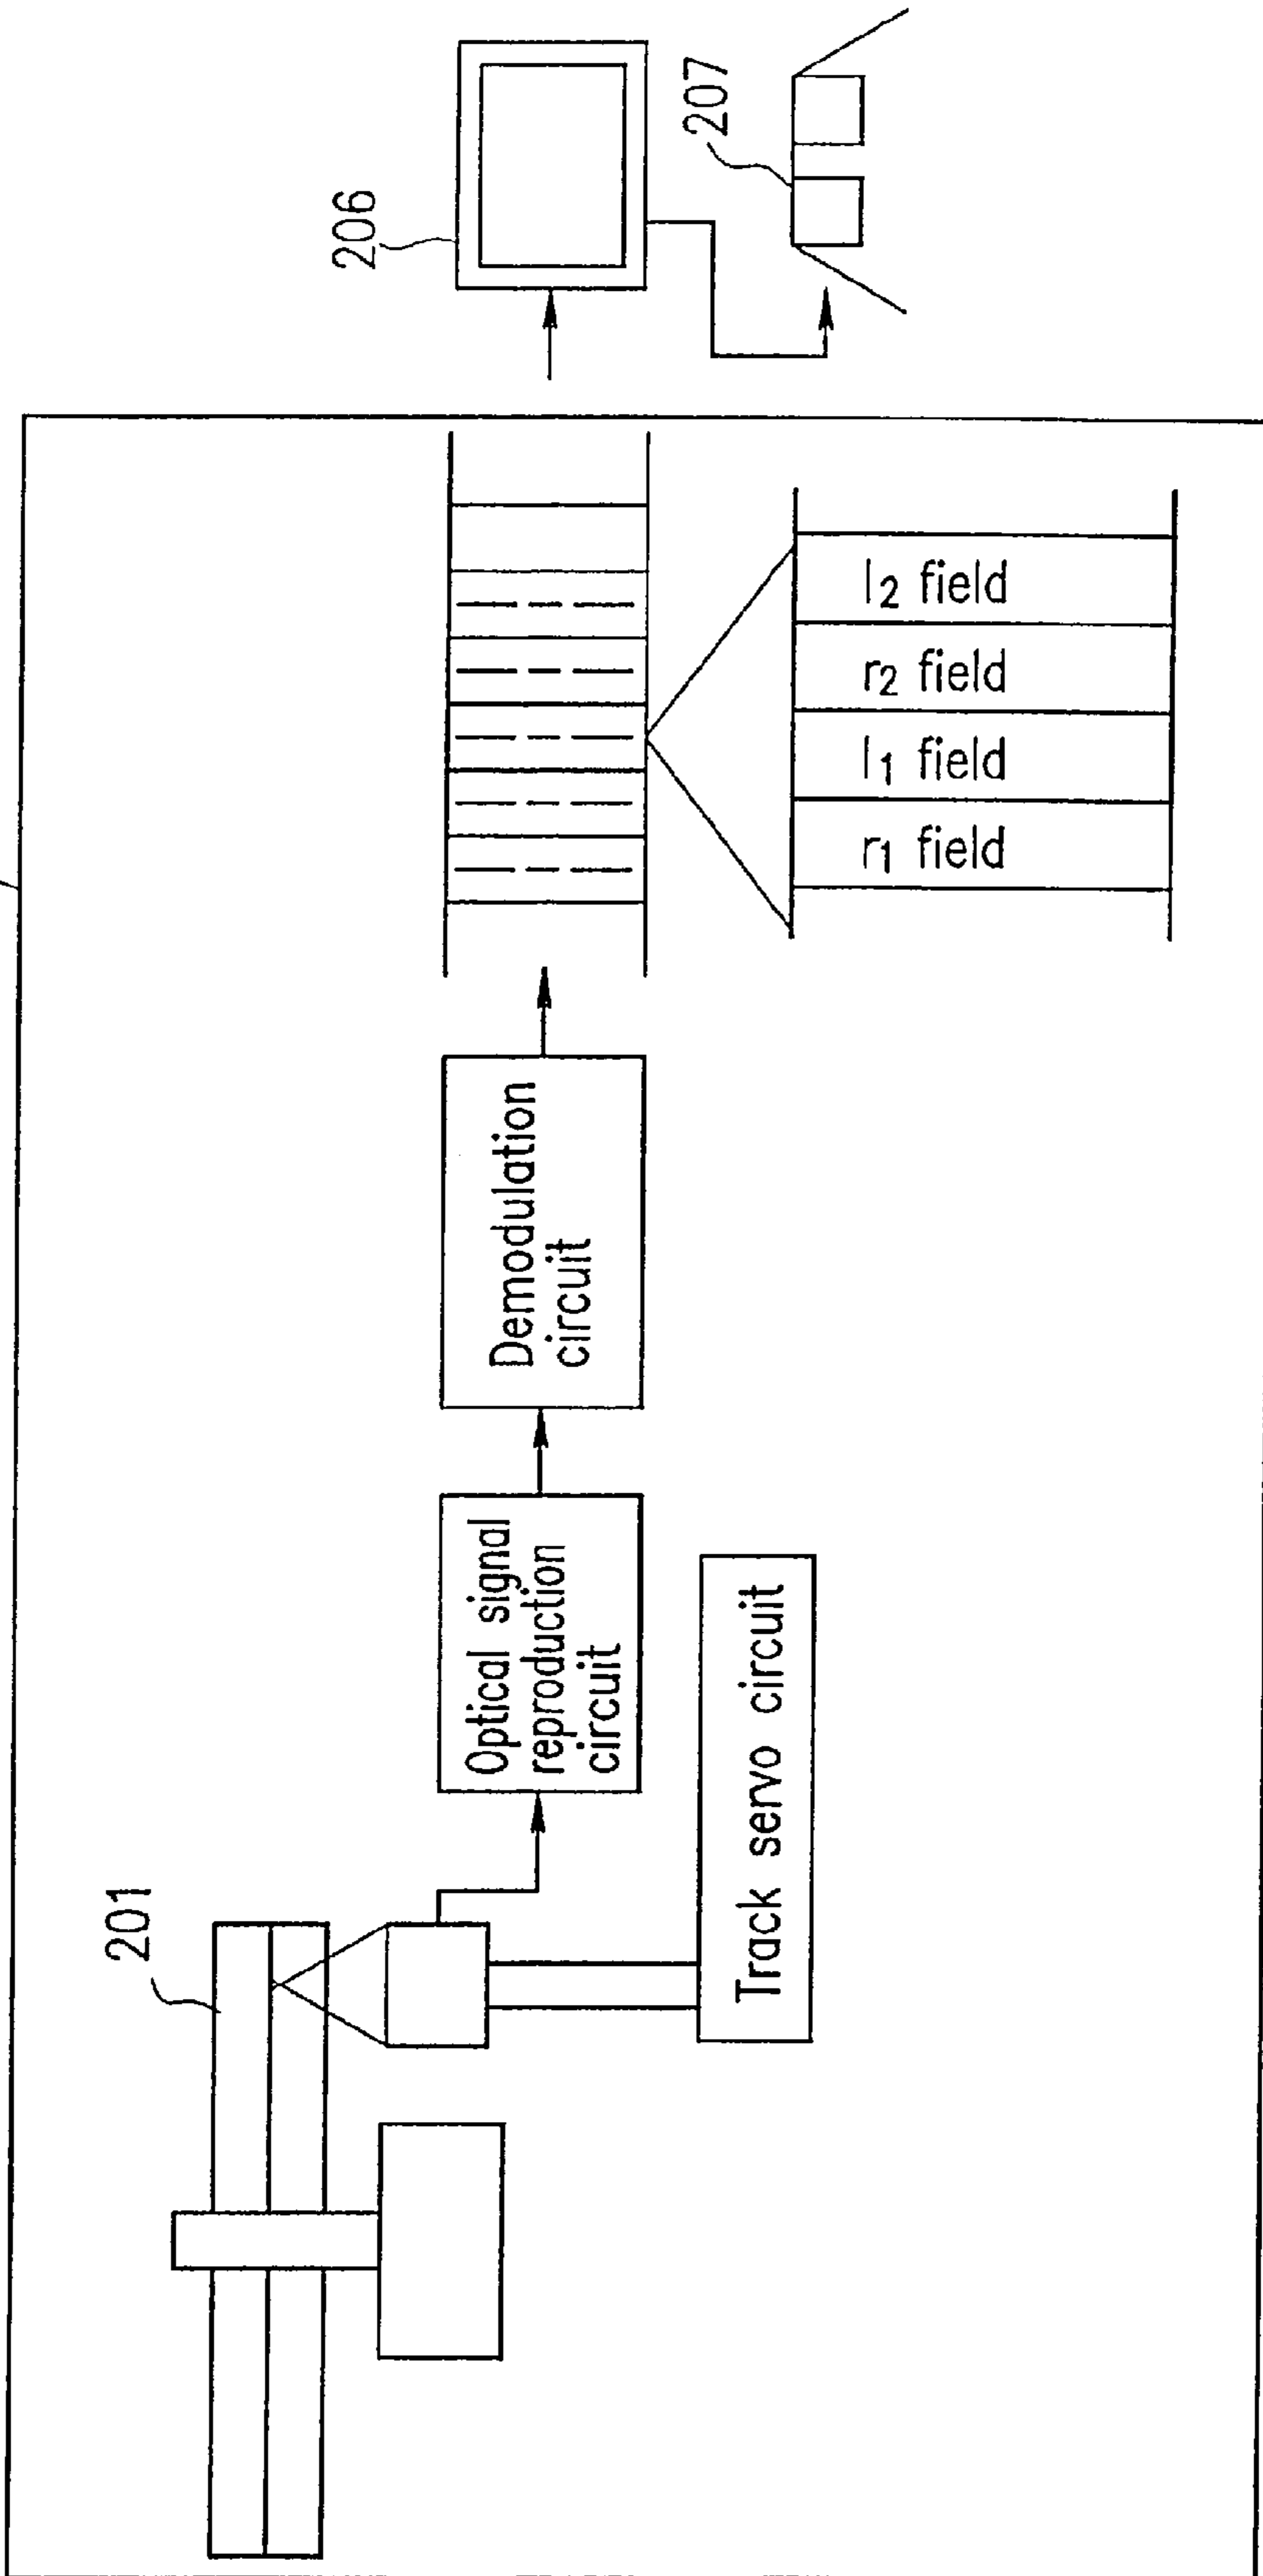 201
Optical signal
reproduction
circuit
Track servo circuit
Demodulation
circuit
r1 field
l1 field
r2 field
l2 field
206
207